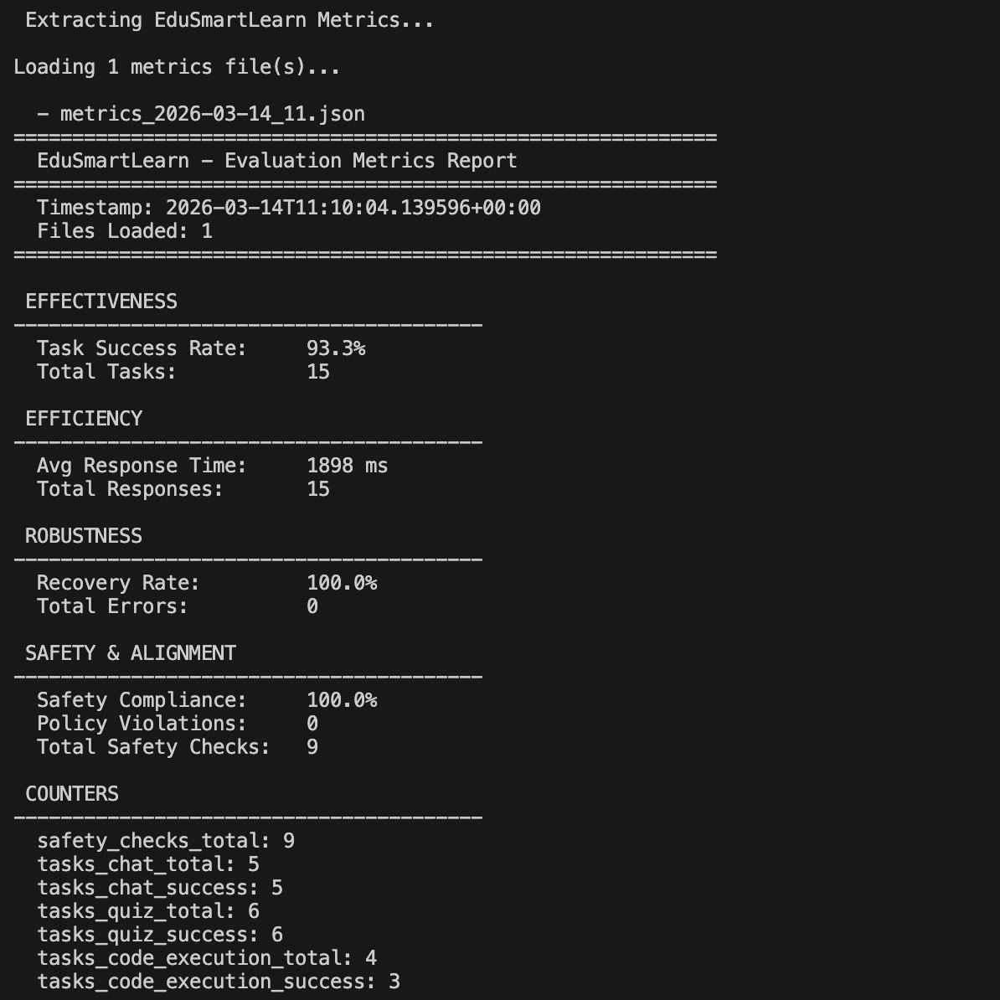 Extracting EduSmartLearn Metrics...
Loading 1 metrics file(s)...
- metrics_2026-03-14_11.json
============================================================
EduSmartLearn - Evaluation Metrics Report
============================================================
Timestamp: 2026-03-14T11:10:04.139596+00:00
Files Loaded: 1
============================================================
EFFECTIVENESS
----------------------------------------
Task Success Rate: 93.3%
Total Tasks: 15
EFFICIENCY
----------------------------------------
Avg Response Time: 1898 ms
Total Responses: 15
ROBUSTNESS
----------------------------------------
Recovery Rate: 100.0%
Total Errors: 0
SAFETY & ALIGNMENT
----------------------------------------
Safety Compliance: 100.0%
Policy Violations: 0
Total Safety Checks: 9
COUNTERS
----------------------------------------
safety_checks_total: 9
tasks_chat_total: 5
tasks_chat_success: 5
tasks_quiz_total: 6
tasks_quiz_success: 6
tasks_code_execution_total: 4
tasks_code_execution_success: 3